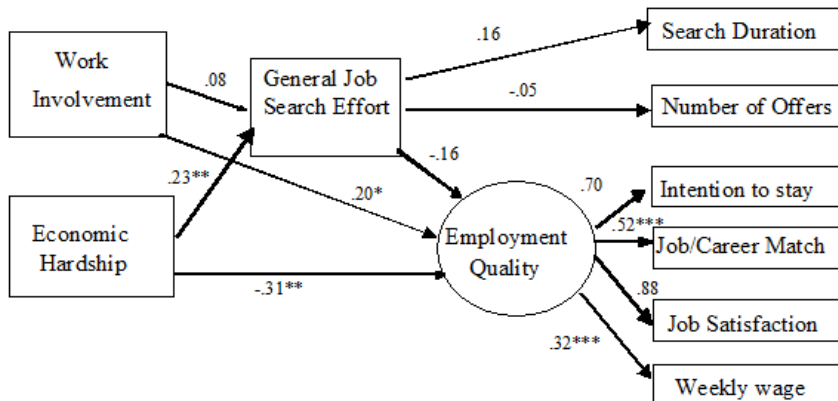 Work
Involvement
.08
General Job
Search Effort
.16
Search Duration
-.05
Number of Offers
-.16
.23**
.20*
Economic
Hardship
-.31**
Employment
Quality
.70
Intention to stay
.52***
Job/Career Match
.88
Job Satisfaction
.32***
Weekly wage